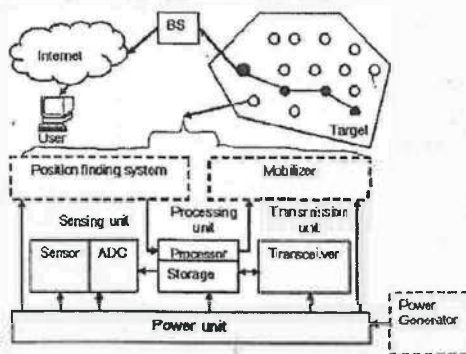 BS
Internet
User
Target
Position finding system
Mobilizer
Sensing unit
Processing unit
Transmission unit
Sensor
ADC
Processor
Storage
Transceiver
Power unit
Power Generator